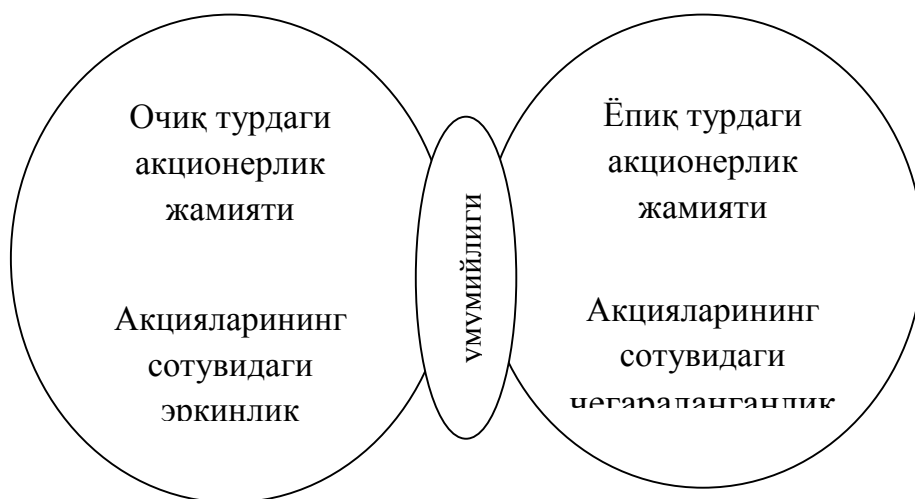 Очиқ турдаги
акционерлик
жамияти
Акцияларининг
сотувидаги
эркинлик
умумийлиги
Ёпиқ турдаги
акционерлик
жамияти
Акцияларининг
сотувидаги
чегараланганлик